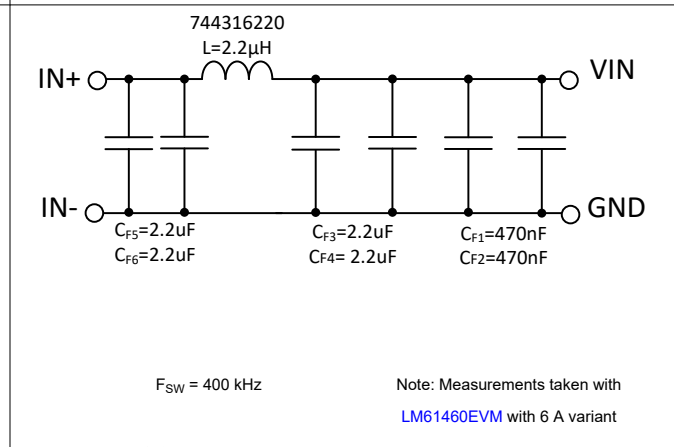 744316220
L=2.2µH
IN+
VIN
IN-
GND
CF5=2.2uF
CF6=2.2uF
CF3=2.2uF
CF4= 2.2uF
CF1=470nF
CF2=470nF
FSW = 400 kHz
Note: Measurements taken with
LM61460EVM with 6 A variant